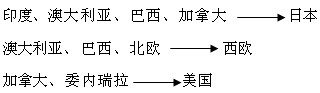 印度、澳大利亚、巴西、加拿大 ⟶ 日本
澳大利亚、巴西、北欧 ⟶ 西欧
加拿大、委内瑞拉 ⟶ 美国